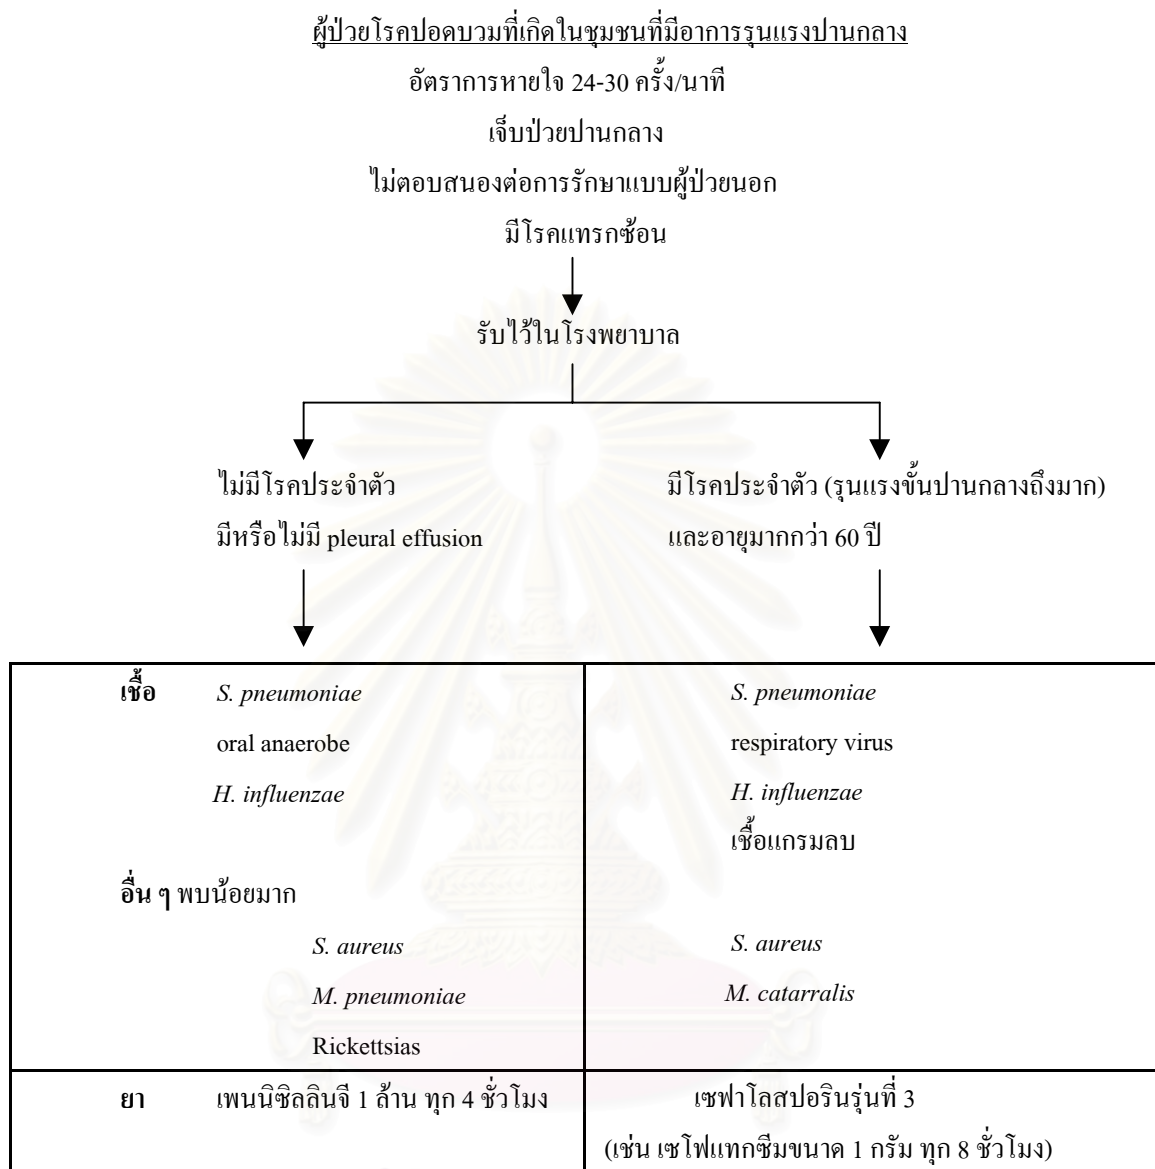 ผู้ป่วยโรคปอดบวมที่เกิดในชุมชนที่มีอาการรุนแรงปานกลาง
อัตราการหายใจ 24-30 ครั้ง/นาที
เจ็บป่วยปานกลาง
ไม่ตอบสนองต่อการรักษาแบบผู้ป่วยนอก
มีโรคแทรกซ้อน
รับไว้ในโรงพยาบาล
ไม่มีโรคประจำตัว
มีหรือไม่มี pleural effusion
มีโรคประจำตัว (รุนแรงขั้นปานกลางถึงมาก)
และอายุมากกว่า 60 ปี
เชื้อ S. pneumoniae
oral anaerobe
H. influenzae
อื่น ๆ พบน้อยมาก
S. aureus
M. pneumoniae
Rickettsias
S. pneumoniae
respiratory virus
H. influenzae
เชื้อแกรมลบ
S. aureus
M. catarralis
ยา เพนนิซิลลินจี 1 ล้าน ทุก 4 ชั่วโมง
เซฟาโลสปอรินรุ่นที่ 3
(เช่น เซโฟแทกซีมขนาด 1 กรัม ทุก 8 ชั่วโมง)